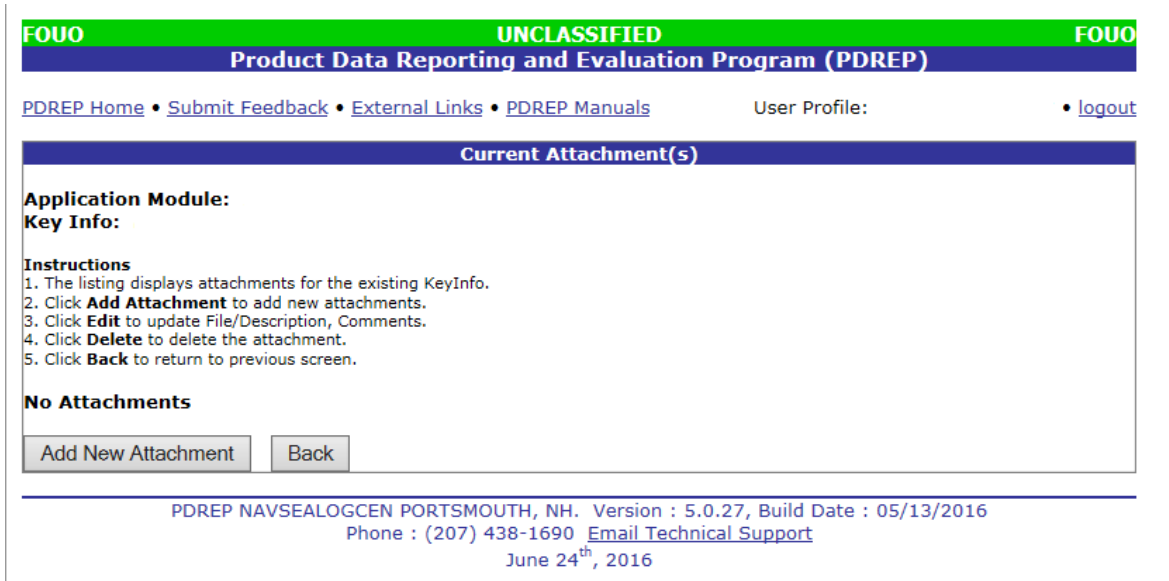 FOUO UNCLASSIFIED FOUO
Product Data Reporting and Evaluation Program (PDREP)
PDREP Home • Submit Feedback • External Links • PDREP Manuals User Profile: • logout
Current Attachment(s)
Application Module:
Key Info:
Instructions
1. The listing displays attachments for the existing KeyInfo.
2. Click Add Attachment to add new attachments.
3. Click Edit to update File/Description, Comments.
4. Click Delete to delete the attachment.
5. Click Back to return to previous screen.
No Attachments
Add New Attachment Back
PDREP NAVSEALOGCEN PORTSMOUTH, NH. Version : 5.0.27, Build Date : 05/13/2016
Phone : (207) 438-1690 Email Technical Support
June 24th, 2016